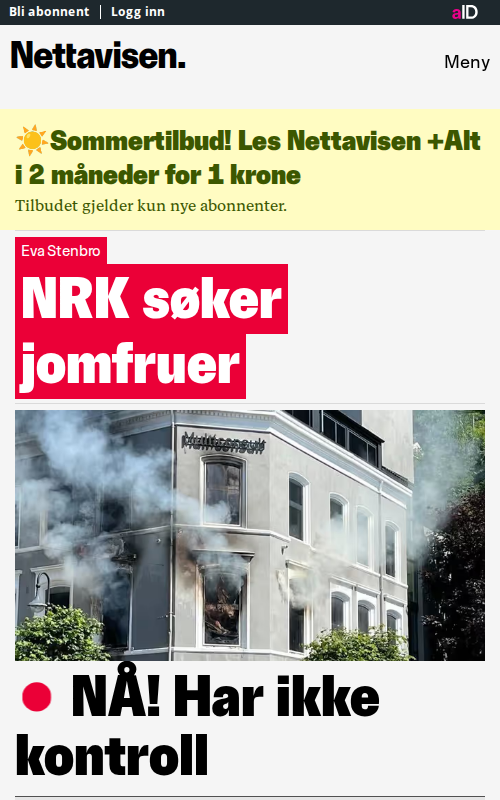 Bli abonnent
Logg inn
aID
Nettavisen.
Meny
☀️Sommertilbud! Les Nettavisen +Alt
i 2 måneder for 1 krone
Tilbudet gjelder kun nye abonnenter.
Eva Stenbro
NRK søker
jomfruer
Multiconsult
NÅ! Har ikke
kontroll